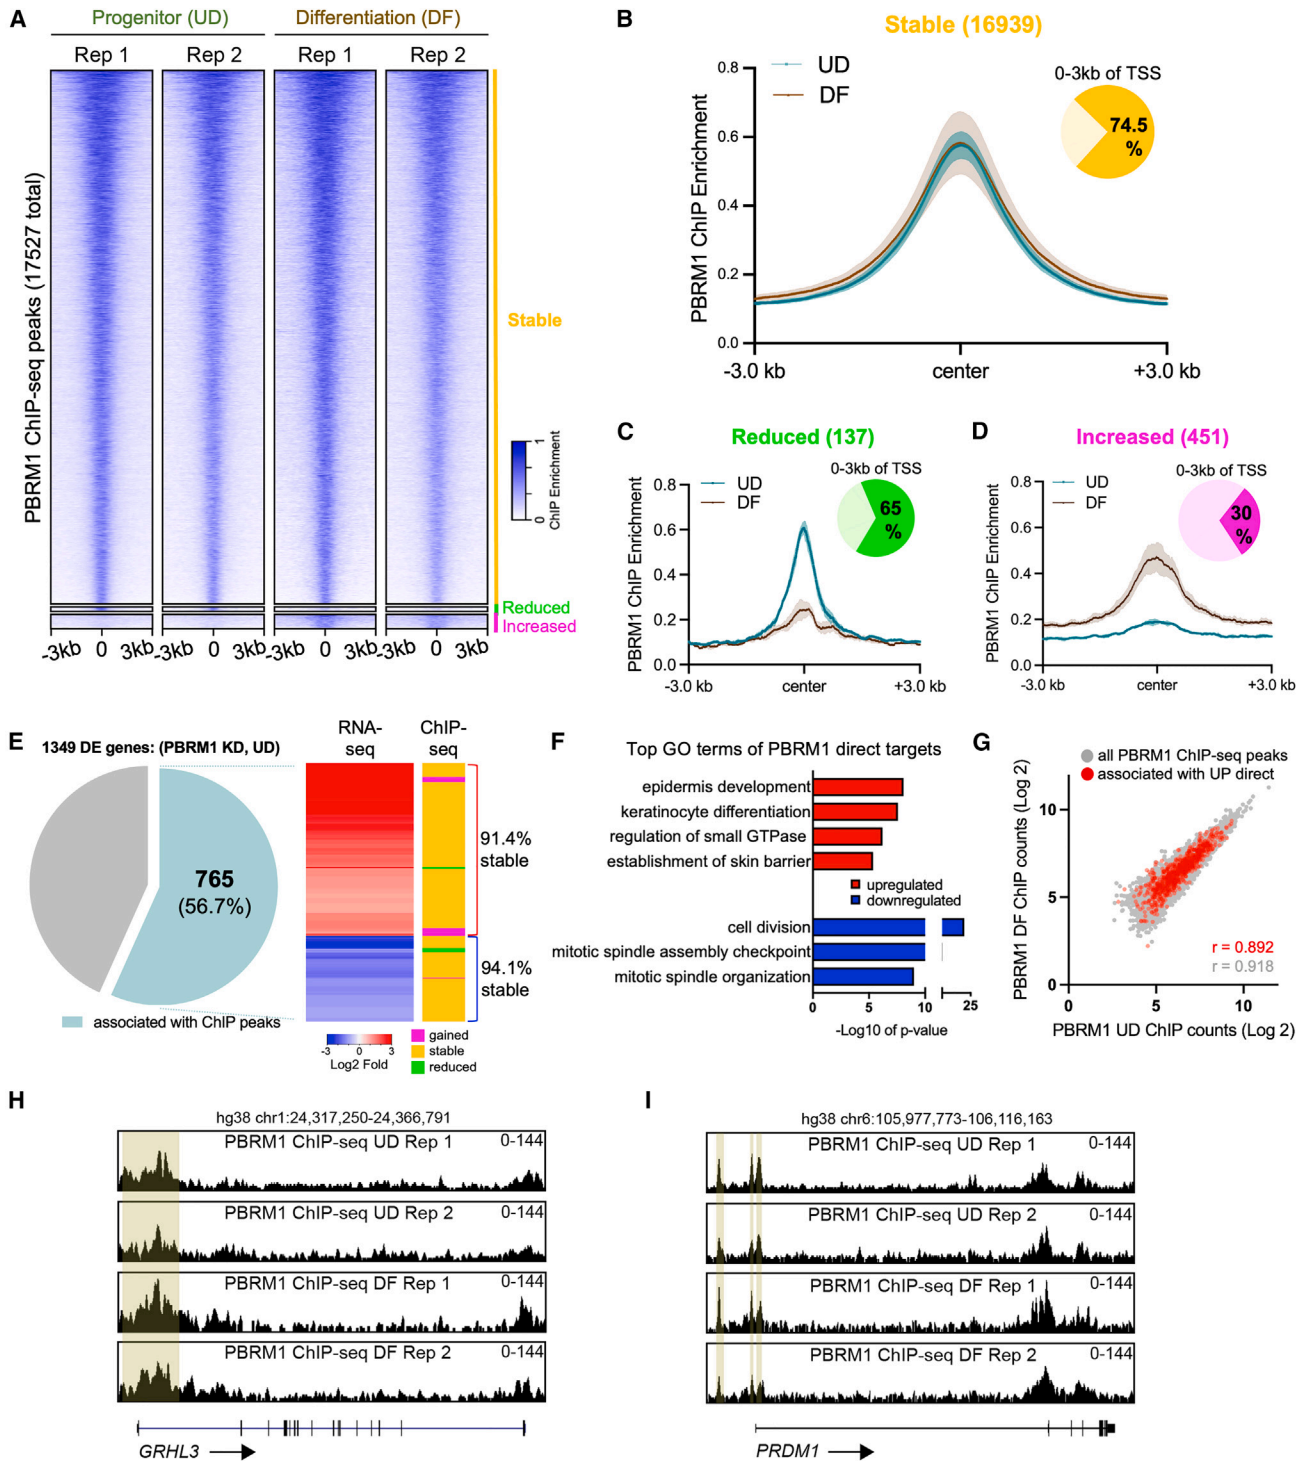 A
Progenitor (UD)
Differentiation (DF)
Rep 1
Rep 2
Rep 1
Rep 2
PBRM1 ChIP-seq peaks (17527 total)
Stable
1
0
ChIP Enrichment
Reduced
Increased
-3kb 0 3kb
-3kb 0 3kb
-3kb 0 3kb
-3kb 0 3kb
B
Stable (16939)
UD
DF
0-3kb of TSS
74.5
%
PBRM1 ChIP Enrichment
0.8
0.6
0.4
0.2
0.0
-3.0 kb
center
+3.0 kb
C
Reduced (137)
UD
DF
0-3kb of TSS
65
%
PBRM1 ChIP Enrichment
0.8
0.6
0.4
0.2
0.0
-3.0 kb
center
+3.0 kb
D
Increased (451)
UD
DF
0-3kb of TSS
30
%
PBRM1 ChIP Enrichment
0.8
0.6
0.4
0.2
0.0
-3.0 kb
center
+3.0 kb
E
1349 DE genes: (PBRM1 KD, UD)
765
(56.7%)
associated with ChIP peaks
RNA-
seq
ChIP-
seq
91.4%
stable
94.1%
stable
-3 0 3
Log2 Fold
gained
stable
reduced
F
Top GO terms of PBRM1 direct targets
epidermis development
keratinocyte differentiation
regulation of small GTPase
establishment of skin barrier
upregulated
downregulated
cell division
mitotic spindle assembly checkpoint
mitotic spindle organization
0 5 10 25
-Log10 of p-value
G
all PBRM1 ChIP-seq peaks
associated with UP direct
PBRM1 DF ChIP counts (Log 2)
10
5
0
r = 0.892
r = 0.918
0 5 10
PBRM1 UD ChIP counts (Log 2)
H
hg38 chr1:24,317,250-24,366,791
PBRM1 ChIP-seq UD Rep 1 0-144
PBRM1 ChIP-seq UD Rep 2 0-144
PBRM1 ChIP-seq DF Rep 1 0-144
PBRM1 ChIP-seq DF Rep 2 0-144
GRHL3
I
hg38 chr6:105,977,773-106,116,163
PBRM1 ChIP-seq UD Rep 1 0-144
PBRM1 ChIP-seq UD Rep 2 0-144
PBRM1 ChIP-seq DF Rep 1 0-144
PBRM1 ChIP-seq DF Rep 2 0-144
PRDM1